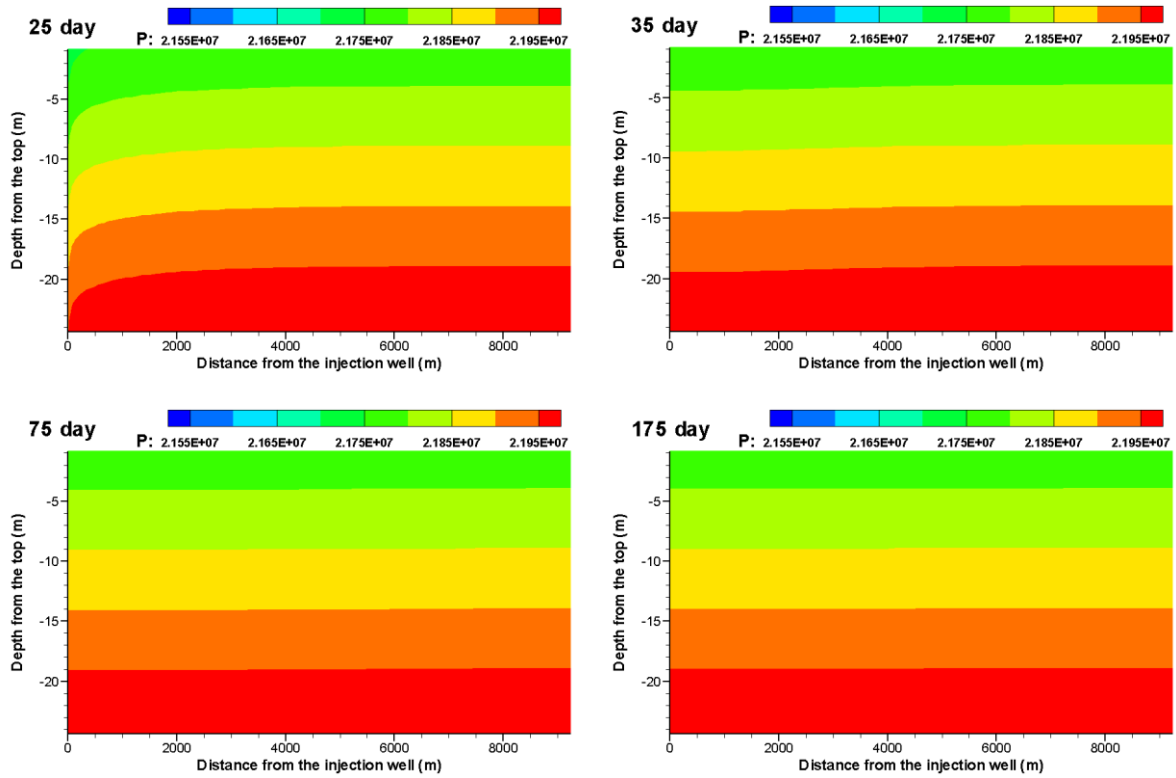 25 day
P: 2.155E+07 2.165E+07 2.175E+07 2.185E+07 2.195E+07
Depth from the top (m)
-5
-10
-15
-20
0 2000 4000 6000 8000
Distance from the injection well (m)
35 day
P: 2.155E+07 2.165E+07 2.175E+07 2.185E+07 2.195E+07
Depth from the top (m)
-5
-10
-15
-20
0 2000 4000 6000 8000
Distance from the injection well (m)
75 day
P: 2.155E+07 2.165E+07 2.175E+07 2.185E+07 2.195E+07
Depth from the top (m)
-5
-10
-15
-20
0 2000 4000 6000 8000
Distance from the injection well (m)
175 day
P: 2.155E+07 2.165E+07 2.175E+07 2.185E+07 2.195E+07
Depth from the top (m)
-5
-10
-15
-20
0 2000 4000 6000 8000
Distance from the injection well (m)